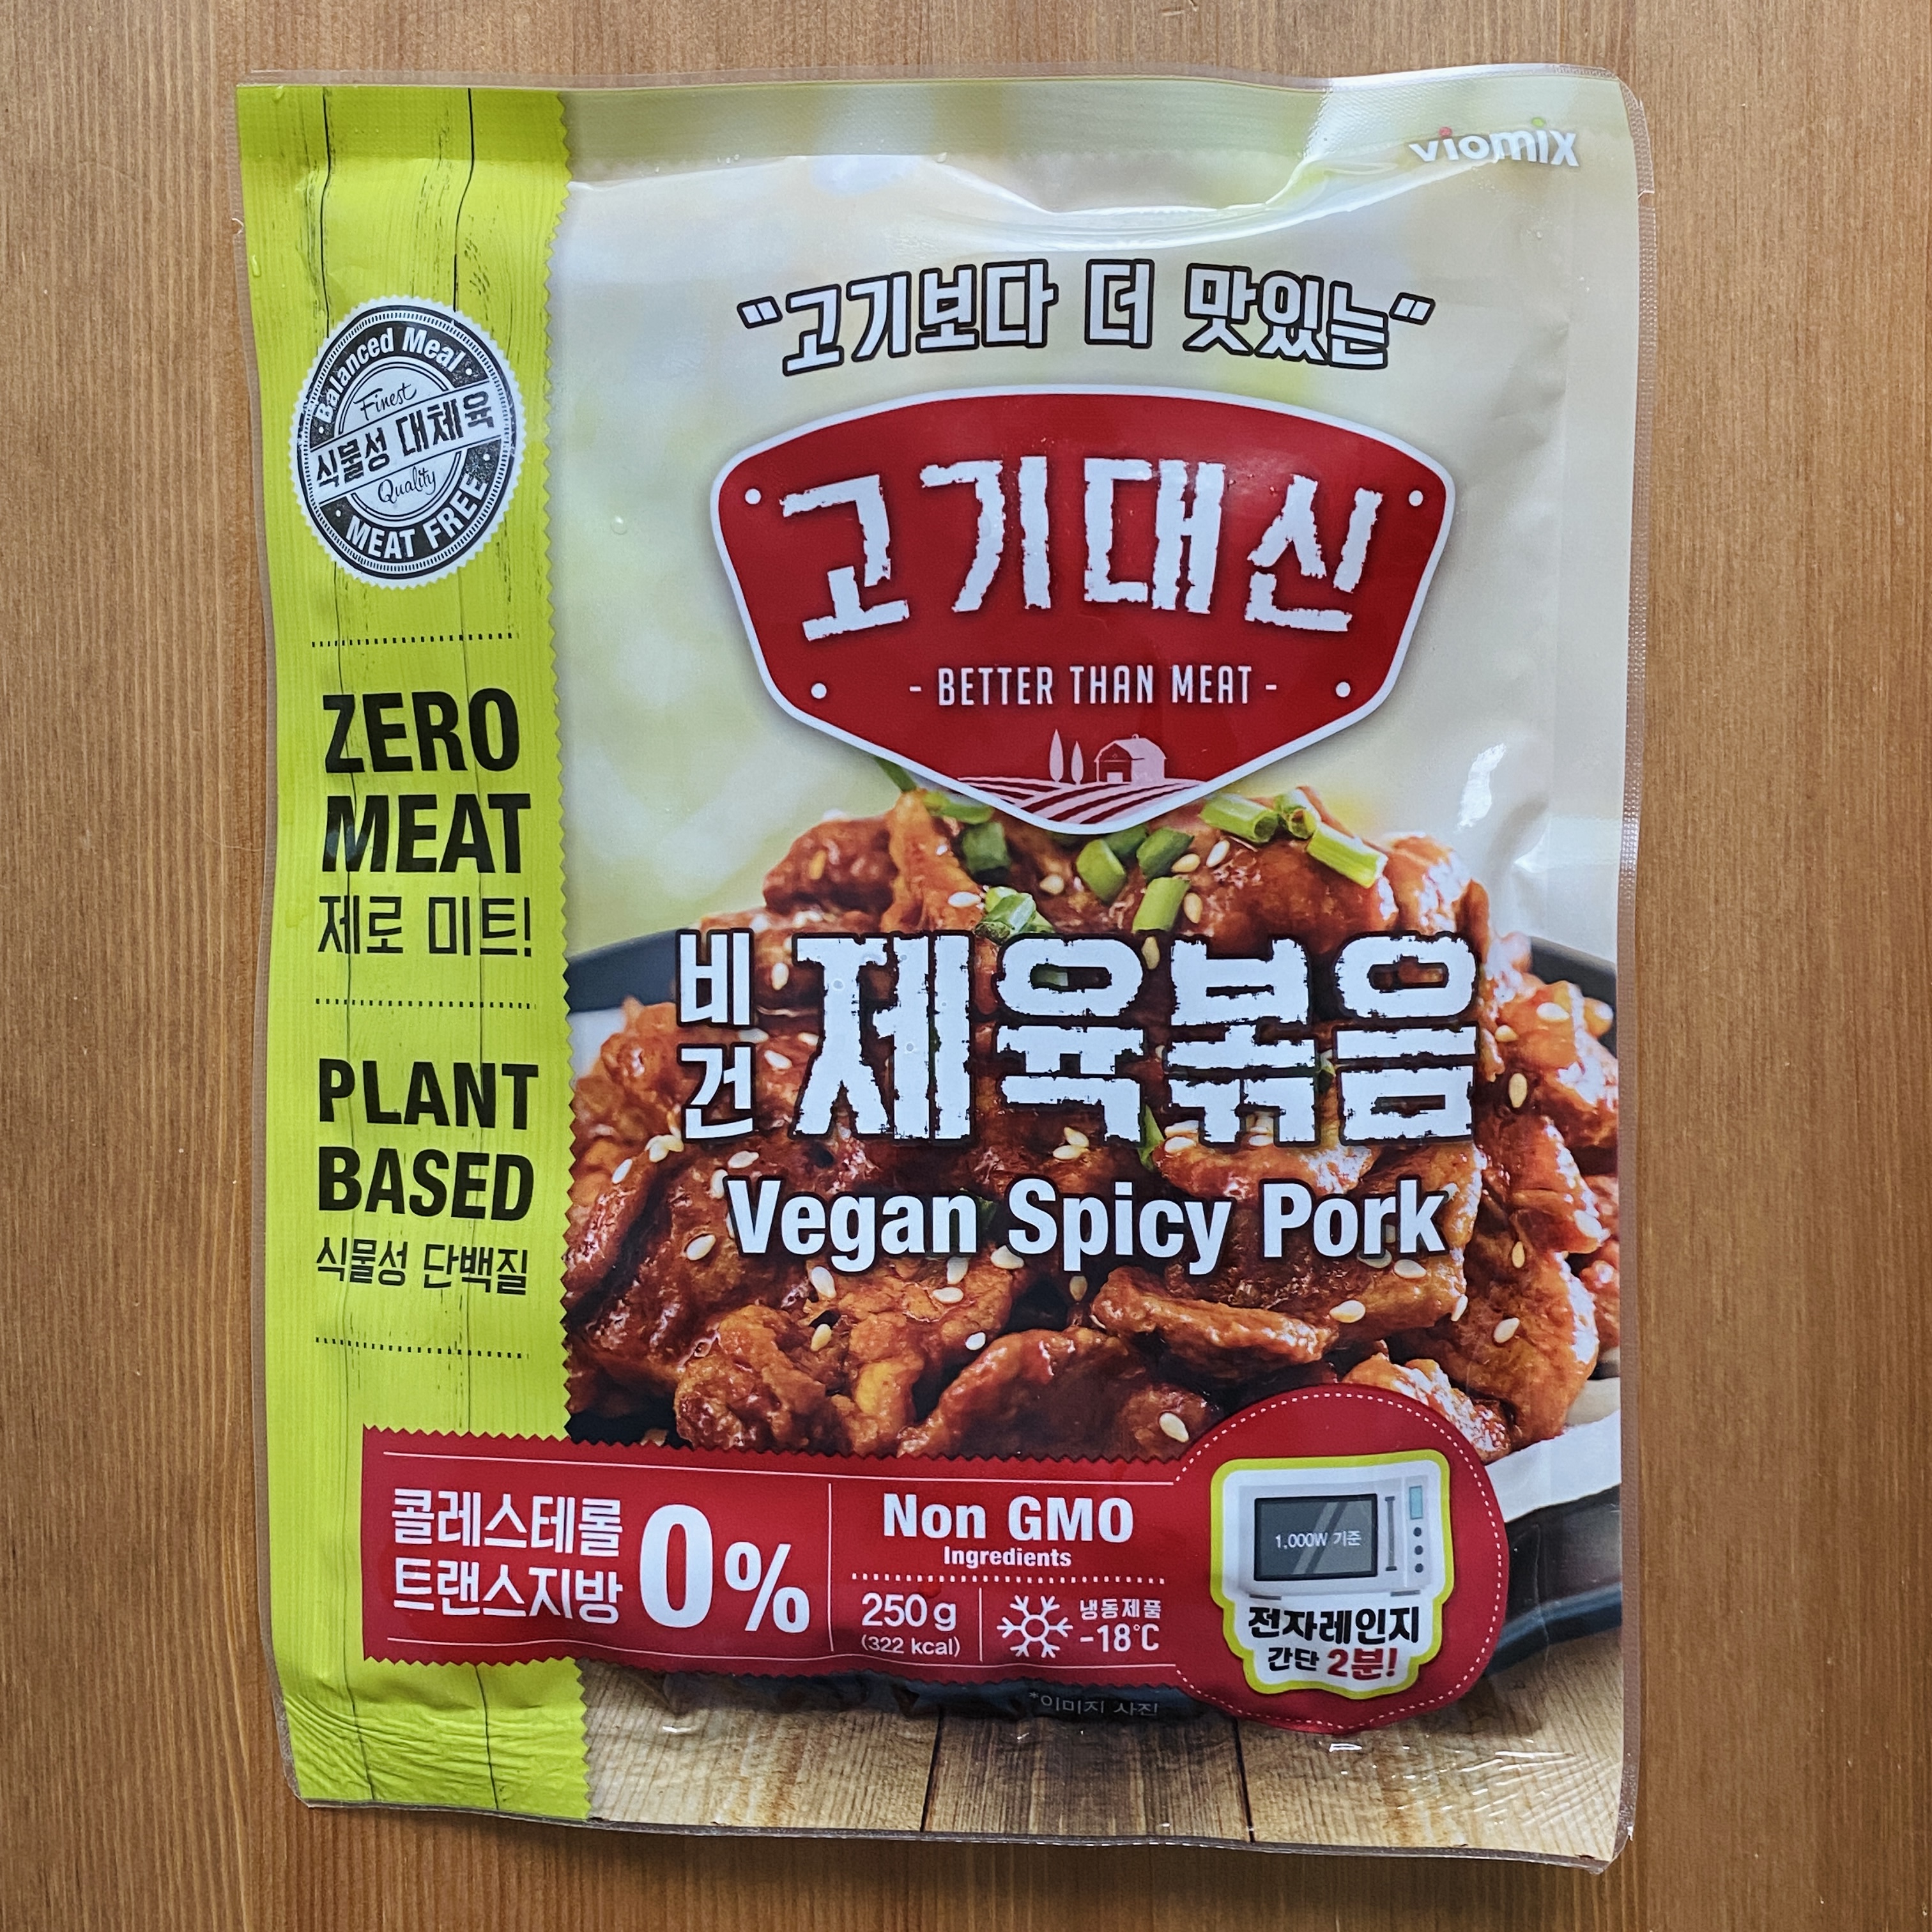 viomix
"고기보다 더 맛있는"
고기대신
- BETTER THAN MEAT -
Balanced Meal
Finest
식물성 대체육
Quality
MEAT FREE
ZERO
MEAT
제로 미트!
PLANT
BASED
식물성 단백질
비건 제육볶음
Vegan Spicy Pork
콜레스테롤
트랜스지방
0%
Non GMO
Ingredients
250g
(322 kcal)
냉동제품
-18°C
1,000W 기준
전자레인지
간단 2분!
*이미지 사진